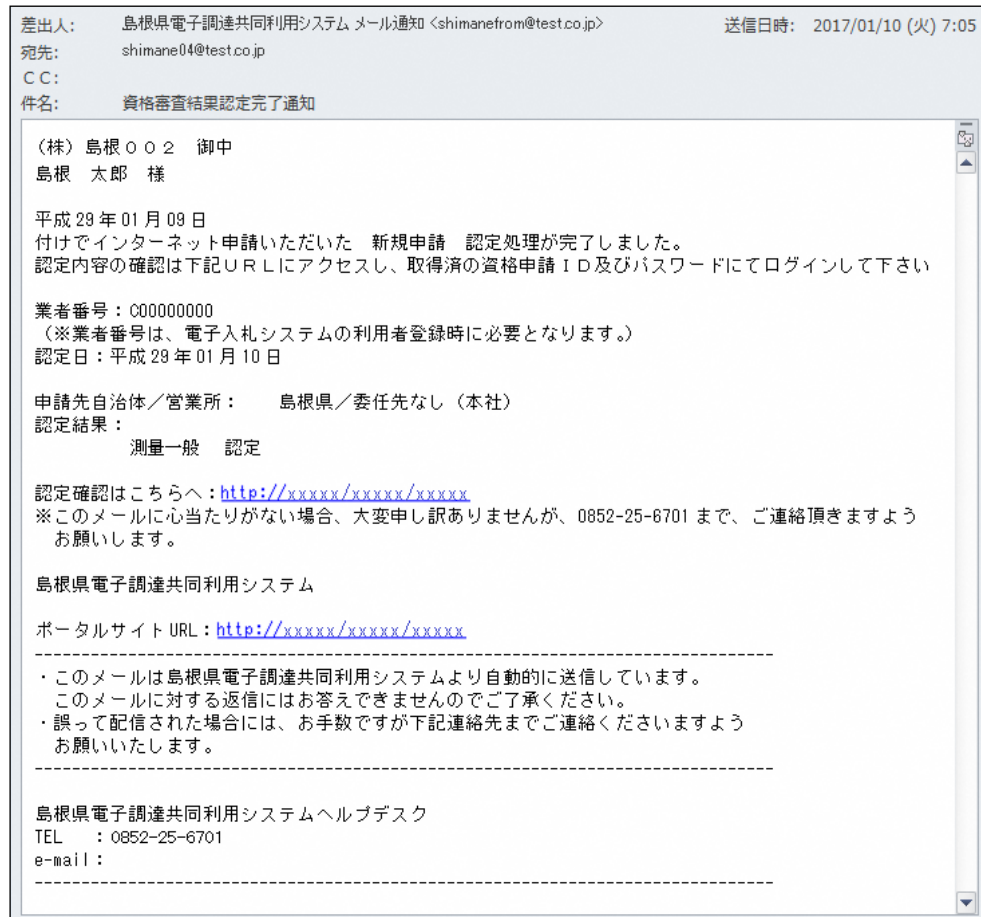 差出人: 島根県電子調達共同利用システム メール通知 <shimanefrom@test.co.jp> 送信日時: 2017/01/10 (火) 7:05
宛先: shimane04@test.co.jp
CC:
件名: 資格審査結果認定完了通知
(株)島根００２ 御中
島根 太郎 様
平成29年01月09日
付けでインターネット申請いただいた 新規申請 認定処理が完了しました。
認定内容の確認は下記ＵＲＬにアクセスし、取得済の資格申請ＩＤ及びパスワードにてログインして下さい
業者番号：C00000000
（※業者番号は、電子入札システムの利用者登録時に必要となります。）
認定日：平成29年01月10日
申請先自治体／営業所： 島根県／委任先なし（本社）
認定結果：
測量一般 認定
認定確認はこちらへ：http://xxxxx/xxxxx/xxxxx
※このメールに心当たりがない場合、大変申し訳ありませんが、0852-25-6701まで、ご連絡頂きますよう
お願いします。
島根県電子調達共同利用システム
ポータルサイトURL：http://xxxxx/xxxxx/xxxxx
-------------------------------------------------------------------------------
・このメールは島根県電子調達共同利用システムより自動的に送信しています。
このメールに対する返信にはお答えできませんのでご了承ください。
・誤って配信された場合には、お手数ですが下記連絡先までご連絡くださいますよう
お願いいたします。
-------------------------------------------------------------------------------
島根県電子調達共同利用システムヘルプデスク
TEL ：0852-25-6701
e-mail：
-------------------------------------------------------------------------------